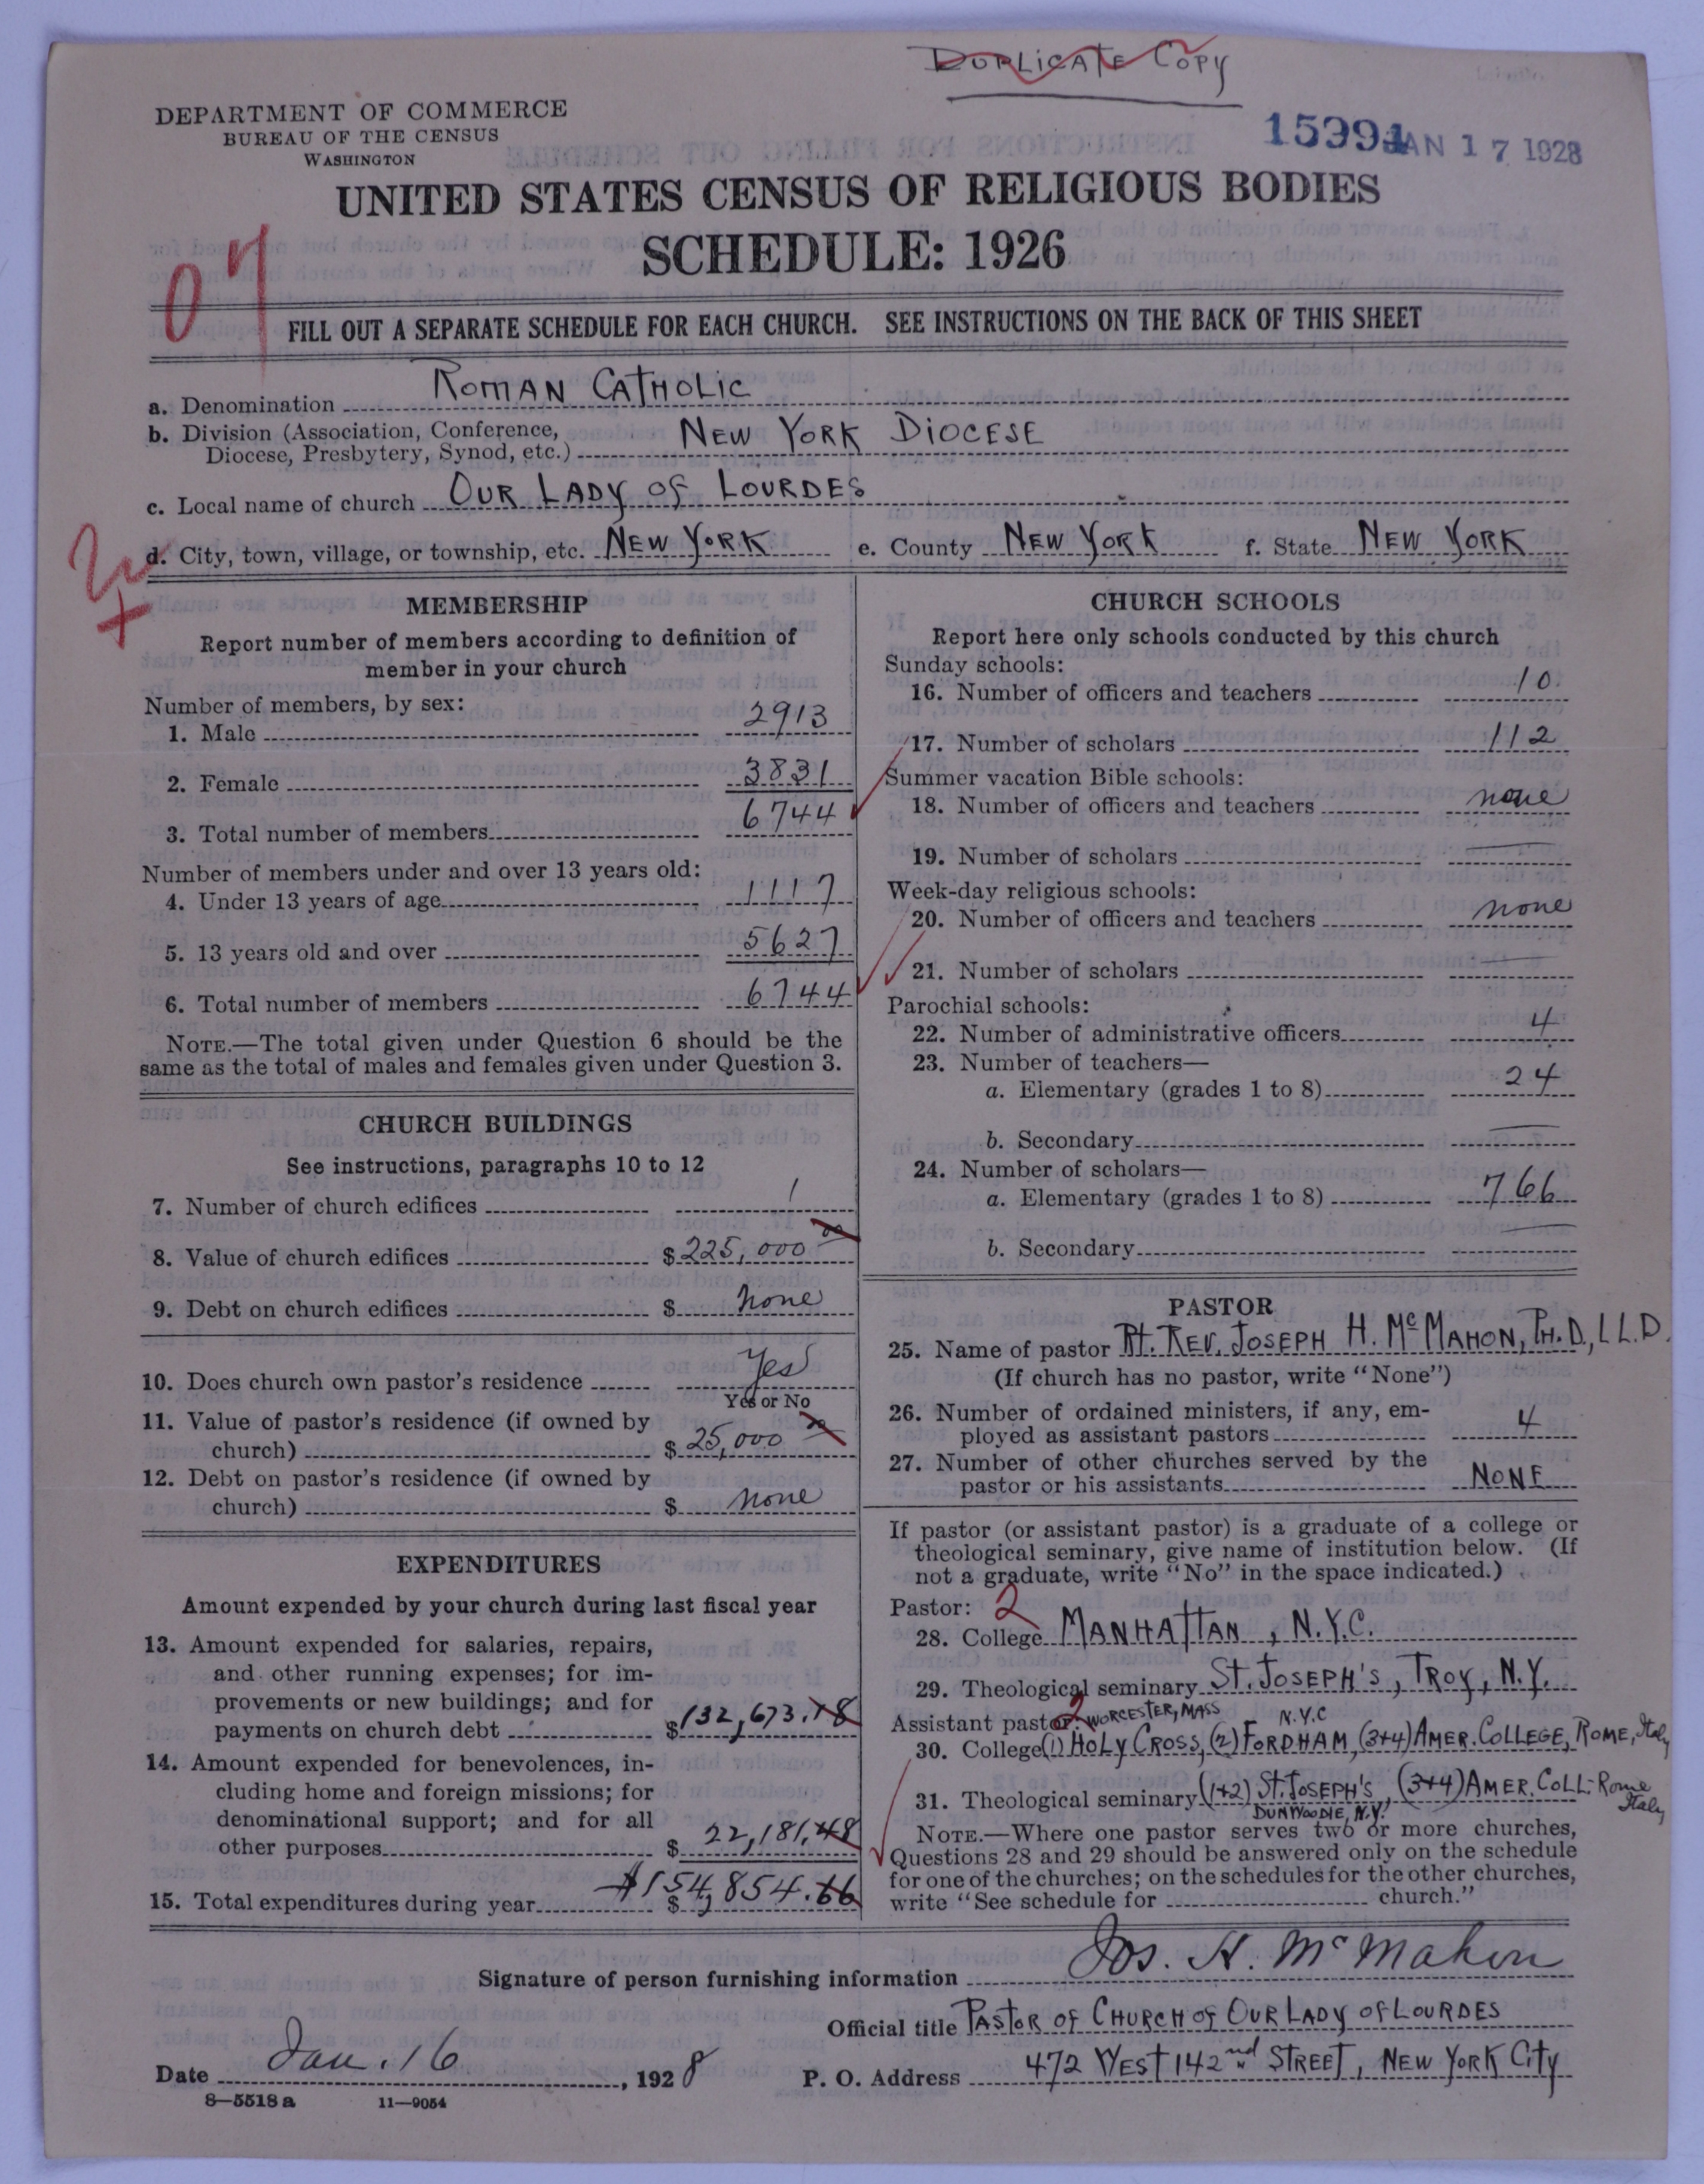 Duplicate Copy
DEPARTMENT OF COMMERCE
BUREAU OF THE CENSUS
WASHINGTON
15394 JAN 17 1928
UNITED STATES CENSUS OF RELIGIOUS BODIES
SCHEDULE: 1926
FILL OUT A SEPARATE SCHEDULE FOR EACH CHURCH. SEE INSTRUCTIONS ON THE BACK OF THIS SHEET
a. Denomination ROMAN CATHOLIC
b. Division (Association, Conference, Diocese, Presbytery, Synod, etc.) NEW YORK DIOCESE
c. Local name of church OUR LADY OF LOURDES
d. City, town, village, or township, etc. NEW YORK e. County NEW YORK f. State NEW YORK
MEMBERSHIP
Report number of members according to definition of
member in your church
Number of members, by sex:
1. Male 2913
2. Female 3831
3. Total number of members 6744
Number of members under and over 13 years old:
4. Under 13 years of age 1117
5. 13 years old and over 5627
6. Total number of members 6744
NOTE.—The total given under Question 6 should be the
same as the total of males and females given under Question 3.
CHURCH BUILDINGS
See instructions, paragraphs 10 to 12
7. Number of church edifices 1
8. Value of church edifices $225,000 00
9. Debt on church edifices $ none
10. Does church own pastor's residence Yes
Yes or No
11. Value of pastor's residence (if owned by
church) $25,000 00
12. Debt on pastor's residence (if owned by
church) $ none
EXPENDITURES
Amount expended by your church during last fiscal year
13. Amount expended for salaries, repairs,
and other running expenses; for im-
provements or new buildings; and for
payments on church debt $132,673.18
14. Amount expended for benevolences, in-
cluding home and foreign missions; for
denominational support; and for all
other purposes $22,181.48
15. Total expenditures during year $ $154,854.66
CHURCH SCHOOLS
Report here only schools conducted by this church
Sunday schools:
16. Number of officers and teachers 10
17. Number of scholars 112
Summer vacation Bible schools:
18. Number of officers and teachers none
19. Number of scholars
Week-day religious schools:
20. Number of officers and teachers none
21. Number of scholars
Parochial schools:
22. Number of administrative officers 4
23. Number of teachers—
a. Elementary (grades 1 to 8) 24
b. Secondary
24. Number of scholars—
a. Elementary (grades 1 to 8) 766
b. Secondary
PASTOR
25. Name of pastor Rt. REV. JOSEPH H. McMAHON, PH.D., LL.D.
(If church has no pastor, write "None")
26. Number of ordained ministers, if any, em-
ployed as assistant pastors 4
27. Number of other churches served by the
pastor or his assistants NONE
If pastor (or assistant pastor) is a graduate of a college or
theological seminary, give name of institution below. (If
not a graduate, write "No" in the space indicated.)
Pastor: 2
28. College MANHATTAN, N.Y.C.
29. Theological seminary ST. JOSEPH'S, TROY, N.Y.
Assistant pastor: 2 WORCESTER, MASS N.Y.C
30. College (1) HOLY CROSS, (2) FORDHAM, (3+4) AMER. COLLEGE, ROME, Italy
31. Theological seminary (1+2) ST. JOSEPH'S, (3+4) AMER. COLL. Rome Italy
DUNWOODIE, N.Y.
NOTE.—Where one pastor serves two or more churches,
Questions 28 and 29 should be answered only on the schedule
for one of the churches; on the schedules for the other churches,
write "See schedule for church."
Signature of person furnishing information Jos. H. McMahon
Official title PASTOR OF CHURCH OF OUR LADY OF LOURDES
Date Jan. 16, 1928 P. O. Address 472 WEST 142nd STREET, NEW YORK CITY
8—5518 a 11—9054